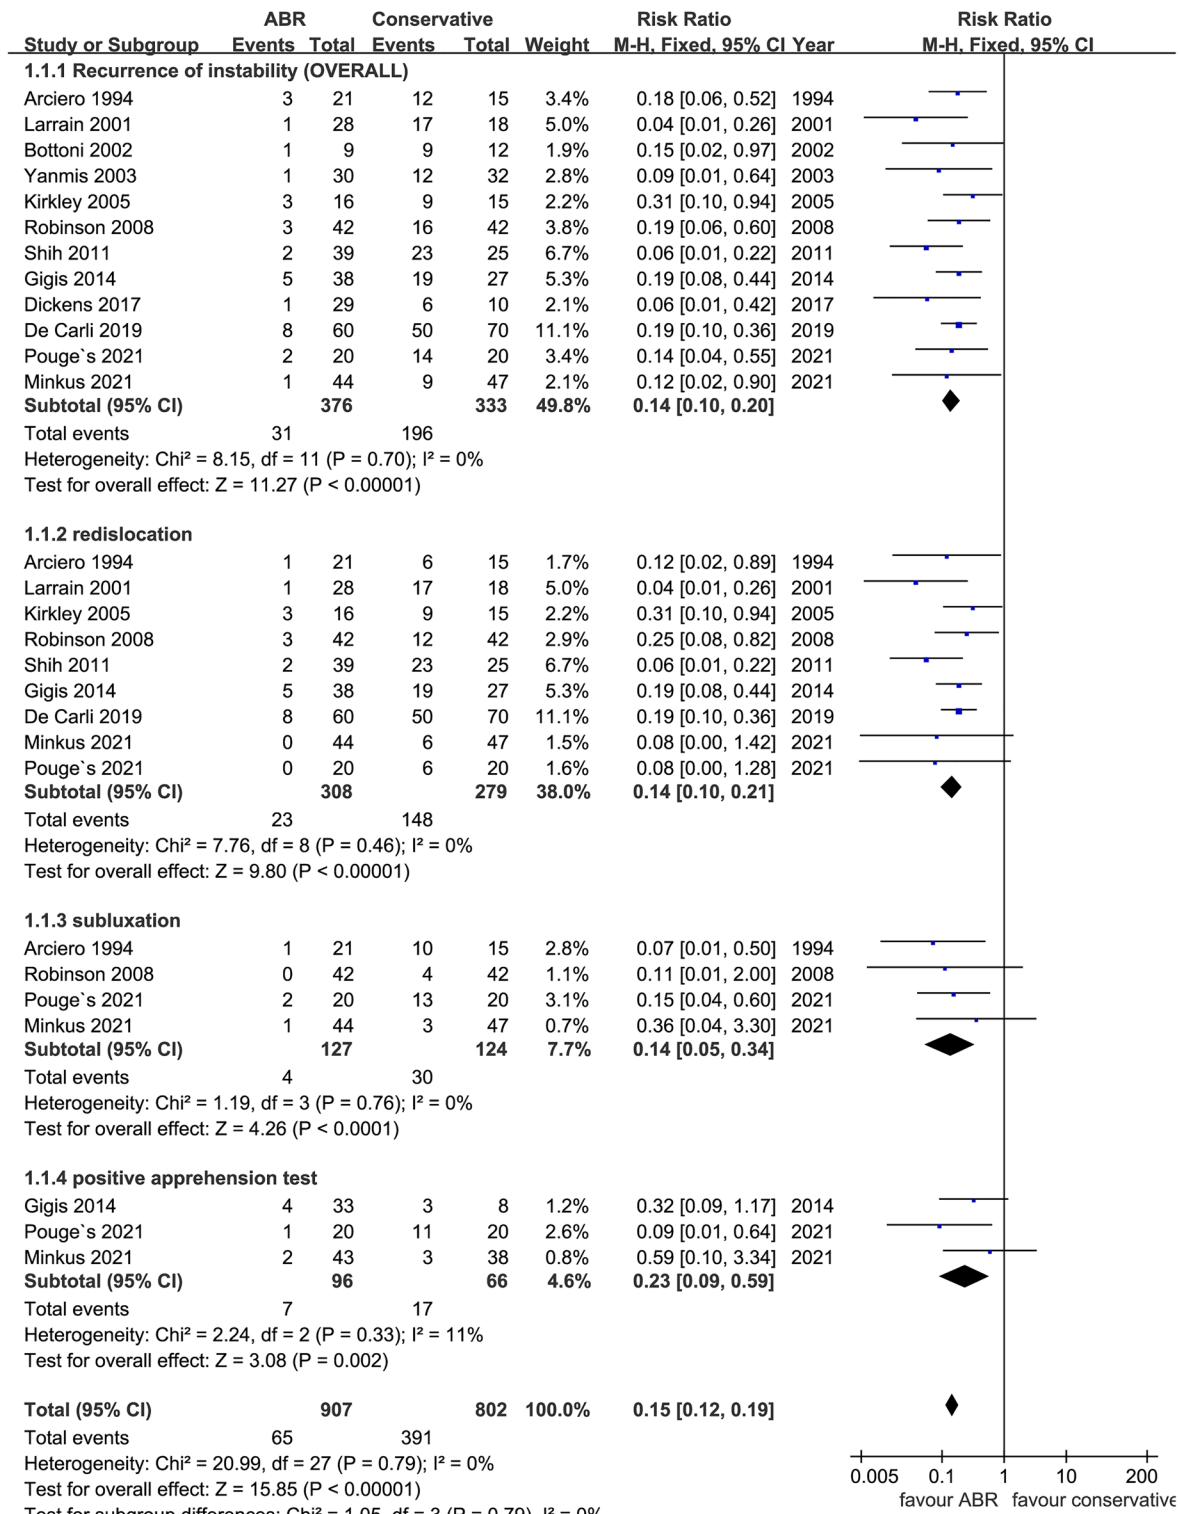 ABR Conservative Risk Ratio Risk Ratio
Study or Subgroup Events Total Events Total Weight M-H, Fixed, 95% CI Year M-H, Fixed, 95% CI
1.1.1 Recurrence of instability (OVERALL)
Arciero 1994 3 21 12 15 3.4% 0.18 [0.06, 0.52] 1994
Larrain 2001 1 28 17 18 5.0% 0.04 [0.01, 0.26] 2001
Bottoni 2002 1 9 9 12 1.9% 0.15 [0.02, 0.97] 2002
Yanmis 2003 1 30 12 32 2.8% 0.09 [0.01, 0.64] 2003
Kirkley 2005 3 16 9 15 2.2% 0.31 [0.10, 0.94] 2005
Robinson 2008 3 42 16 42 3.8% 0.19 [0.06, 0.60] 2008
Shih 2011 2 39 23 25 6.7% 0.06 [0.01, 0.22] 2011
Gigis 2014 5 38 19 27 5.3% 0.19 [0.08, 0.44] 2014
Dickens 2017 1 29 6 10 2.1% 0.06 [0.01, 0.42] 2017
De Carli 2019 8 60 50 70 11.1% 0.19 [0.10, 0.36] 2019
Pouge`s 2021 2 20 14 20 3.4% 0.14 [0.04, 0.55] 2021
Minkus 2021 1 44 9 47 2.1% 0.12 [0.02, 0.90] 2021
Subtotal (95% CI) 376 333 49.8% 0.14 [0.10, 0.20]
Total events 31 196
Heterogeneity: Chi² = 8.15, df = 11 (P = 0.70); I² = 0%
Test for overall effect: Z = 11.27 (P < 0.00001)
1.1.2 redislocation
Arciero 1994 1 21 6 15 1.7% 0.12 [0.02, 0.89] 1994
Larrain 2001 1 28 17 18 5.0% 0.04 [0.01, 0.26] 2001
Kirkley 2005 3 16 9 15 2.2% 0.31 [0.10, 0.94] 2005
Robinson 2008 3 42 12 42 2.9% 0.25 [0.08, 0.82] 2008
Shih 2011 2 39 23 25 6.7% 0.06 [0.01, 0.22] 2011
Gigis 2014 5 38 19 27 5.3% 0.19 [0.08, 0.44] 2014
De Carli 2019 8 60 50 70 11.1% 0.19 [0.10, 0.36] 2019
Minkus 2021 0 44 6 47 1.5% 0.08 [0.00, 1.42] 2021
Pouge`s 2021 0 20 6 20 1.6% 0.08 [0.00, 1.28] 2021
Subtotal (95% CI) 308 279 38.0% 0.14 [0.10, 0.21]
Total events 23 148
Heterogeneity: Chi² = 7.76, df = 8 (P = 0.46); I² = 0%
Test for overall effect: Z = 9.80 (P < 0.00001)
1.1.3 subluxation
Arciero 1994 1 21 10 15 2.8% 0.07 [0.01, 0.50] 1994
Robinson 2008 0 42 4 42 1.1% 0.11 [0.01, 2.00] 2008
Pouge`s 2021 2 20 13 20 3.1% 0.15 [0.04, 0.60] 2021
Minkus 2021 1 44 3 47 0.7% 0.36 [0.04, 3.30] 2021
Subtotal (95% CI) 127 124 7.7% 0.14 [0.05, 0.34]
Total events 4 30
Heterogeneity: Chi² = 1.19, df = 3 (P = 0.76); I² = 0%
Test for overall effect: Z = 4.26 (P < 0.0001)
1.1.4 positive apprehension test
Gigis 2014 4 33 3 8 1.2% 0.32 [0.09, 1.17] 2014
Pouge`s 2021 1 20 11 20 2.6% 0.09 [0.01, 0.64] 2021
Minkus 2021 2 43 3 38 0.8% 0.59 [0.10, 3.34] 2021
Subtotal (95% CI) 96 66 4.6% 0.23 [0.09, 0.59]
Total events 7 17
Heterogeneity: Chi² = 2.24, df = 2 (P = 0.33); I² = 11%
Test for overall effect: Z = 3.08 (P = 0.002)
Total (95% CI) 907 802 100.0% 0.15 [0.12, 0.19]
Total events 65 391
Heterogeneity: Chi² = 20.99, df = 27 (P = 0.79); I² = 0%
Test for overall effect: Z = 15.85 (P < 0.00001)
Test for subgroup differences: Chi² = 1.05, df = 3 (P = 0.79), I² = 0%
0.005 0.1 1 10 200
favour ABR favour conservative